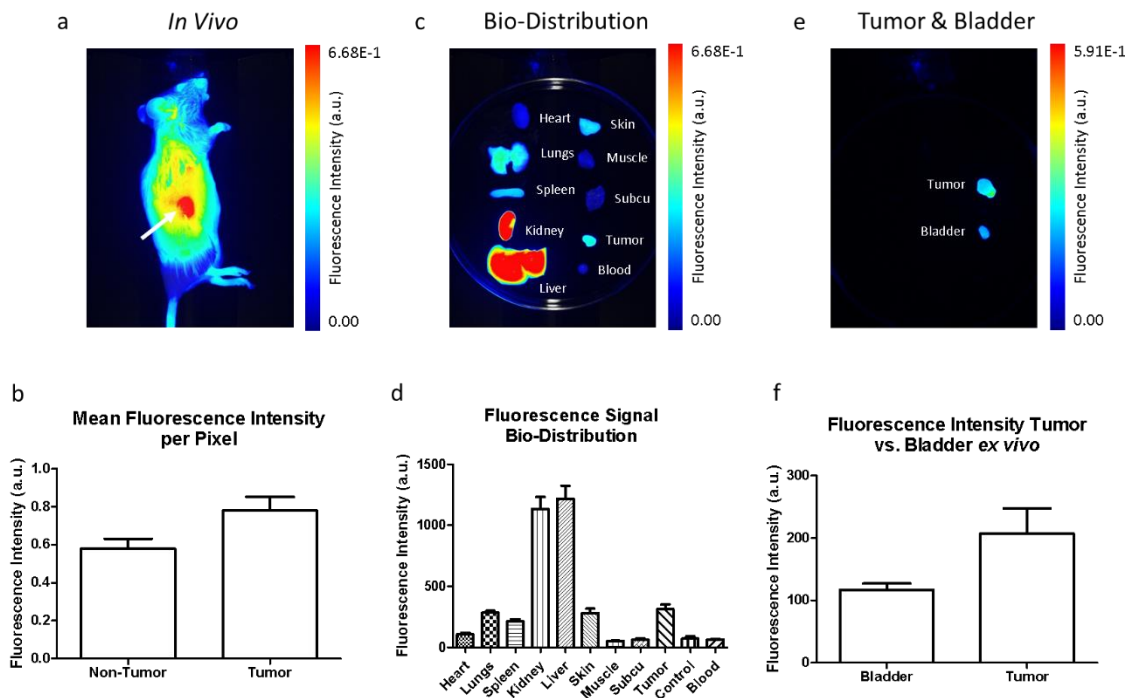 a
In Vivo
6.68E-1
Fluorescence Intensity (a.u.)
0.00
c
Bio-Distribution
Heart
Skin
Lungs
Muscle
Spleen
Subcu
Kidney
Tumor
Blood
Liver
6.68E-1
Fluorescence Intensity (a.u.)
0.00
e
Tumor & Bladder
Tumor
Bladder
5.91E-1
Fluorescence Intensity (a.u.)
0.00
b
Mean Fluorescence Intensity
per Pixel
Fluorescence Intensity (a.u.)
1.0
0.8
0.6
0.4
0.2
0.0
Non-Tumor
Tumor
d
Fluorescence Signal
Bio-Distribution
Fluorescence Intensity (a.u.)
1500
1000
500
0
Heart
Lungs
Spleen
Kidney
Liver
Skin
Muscle
Subcu
Tumor
Control
Blood
f
Fluorescence Intensity Tumor
vs. Bladder ex vivo
Fluorescence Intensity (a.u.)
300
200
100
0
Bladder
Tumor